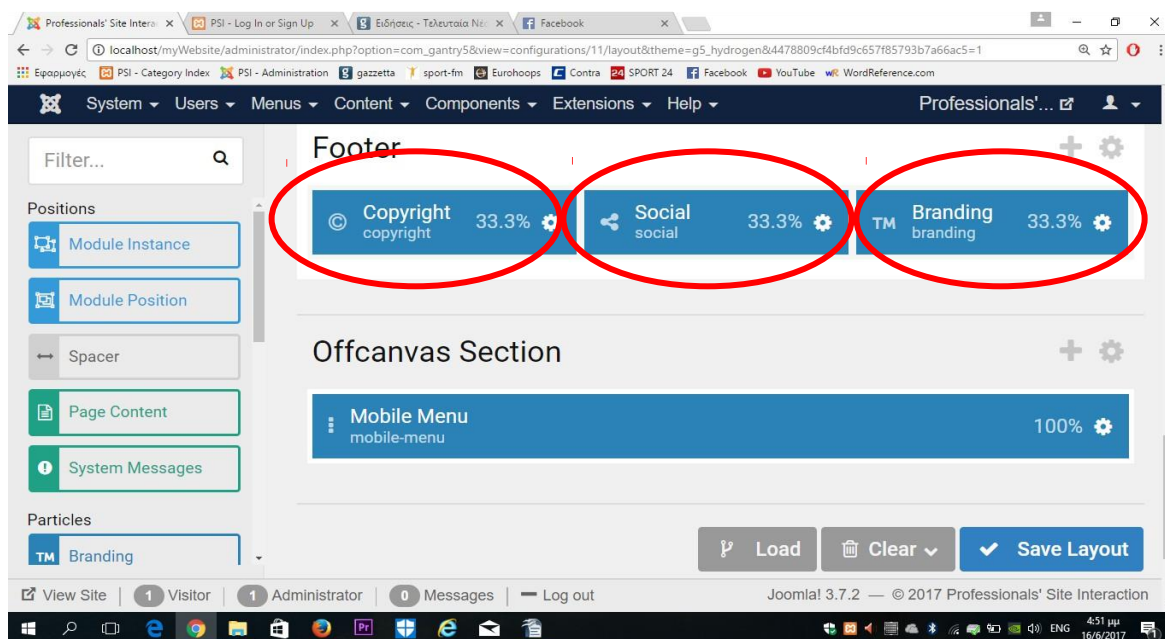 Professionals' Site Intera
PSI - Log In or Sign Up
Ειδήσεις - Τελευταία Νέ
Facebook
localhost/myWebsite/administrator/index.php?option=com_gantry5&view=configurations/11/layout&theme=g5_hydrogen&4478809cf4bfd9c657f85793b7a66ac5=1
Εφαρμογές PSI - Category Index PSI - Administration gazzetta sport-fm Eurohoops Contra SPORT 24 Facebook YouTube WordReference.com
System Users Menus Content Components Extensions Help Professionals'...
Filter...
Positions
Module Instance
Module Position
Spacer
Page Content
System Messages
Particles
TM Branding
Footer
© Copyright 33.3%
copyright
Social 33.3%
social
TM Branding 33.3%
branding
Offcanvas Section
Mobile Menu 100%
mobile-menu
Load Clear Save Layout
View Site 1 Visitor 1 Administrator 0 Messages Log out Joomla! 3.7.2 — © 2017 Professionals' Site Interaction
ENG 4:51 μμ
16/6/2017